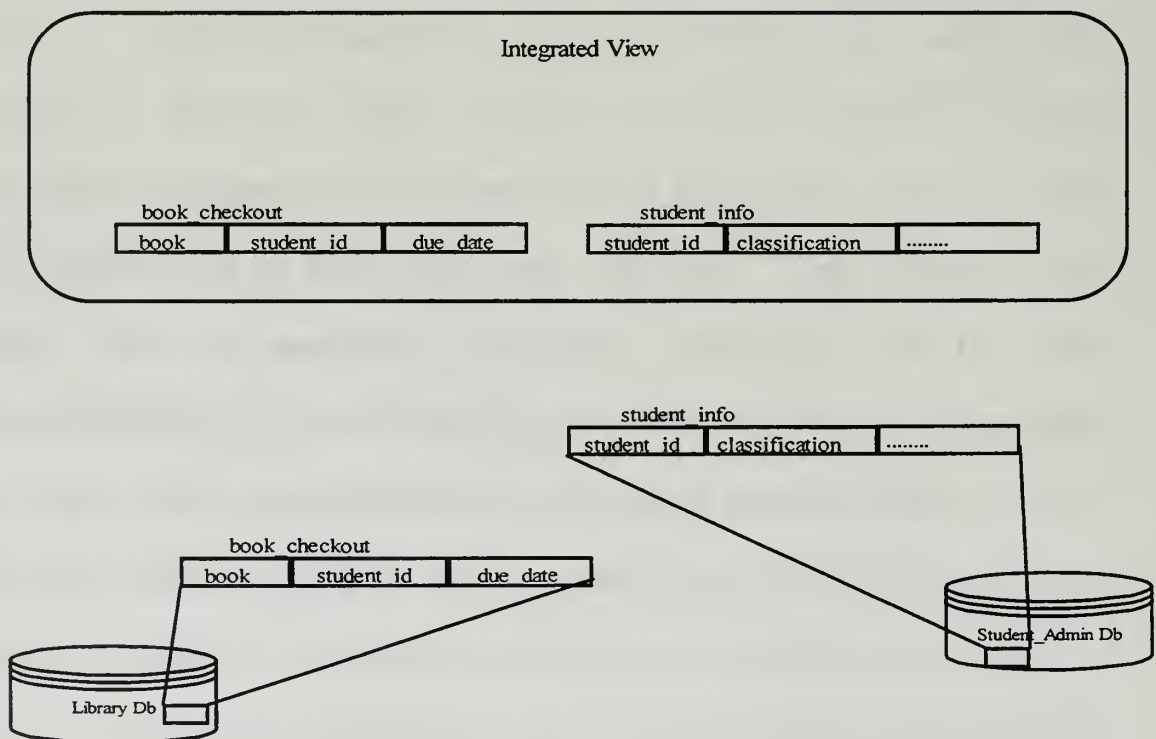 Integrated View
book_checkout
book student_id due_date
student_info
student_id classification ........
student_info
student_id classification ........
book_checkout
book student_id due_date
Student_Admin Db
Library Db